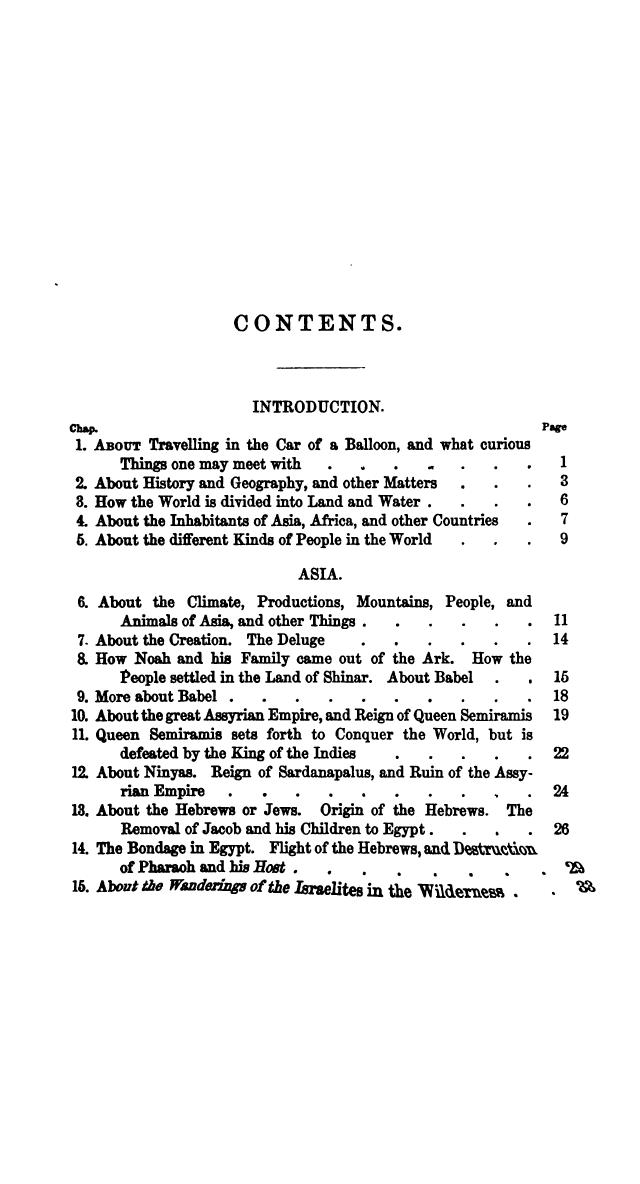 CONTENTS.
INTRODUCTION.
Chap. Page
1. ABOUT Travelling in the Car of a Balloon, and what curious
Things one may meet with . . . . . . . 1
2. About History and Geography, and other Matters . . . 3
3. How the World is divided into Land and Water . . . . 6
4. About the Inhabitants of Asia, Africa, and other Countries . 7
5. About the different Kinds of People in the World . . . 9
ASIA.
6. About the Climate, Productions, Mountains, People, and
Animals of Asia, and other Things . . . . . . 11
7. About the Creation. The Deluge . . . . . . 14
8. How Noah and his Family came out of the Ark. How the
People settled in the Land of Shinar. About Babel . . 15
9. More about Babel . . . . . . . . . . 18
10. About the great Assyrian Empire, and Reign of Queen Semiramis 19
11. Queen Semiramis sets forth to Conquer the World, but is
defeated by the King of the Indies . . . . . 22
12. About Ninyas. Reign of Sardanapalus, and Ruin of the Assy-
rian Empire . . . . . . . . . . 24
13. About the Hebrews or Jews. Origin of the Hebrews. The
Removal of Jacob and his Children to Egypt . . . . 26
14. The Bondage in Egypt. Flight of the Hebrews, and Destruction
of Pharaoh and his Host . . . . . . . . 29
15. About the Wanderings of the Israelites in the Wilderness . .